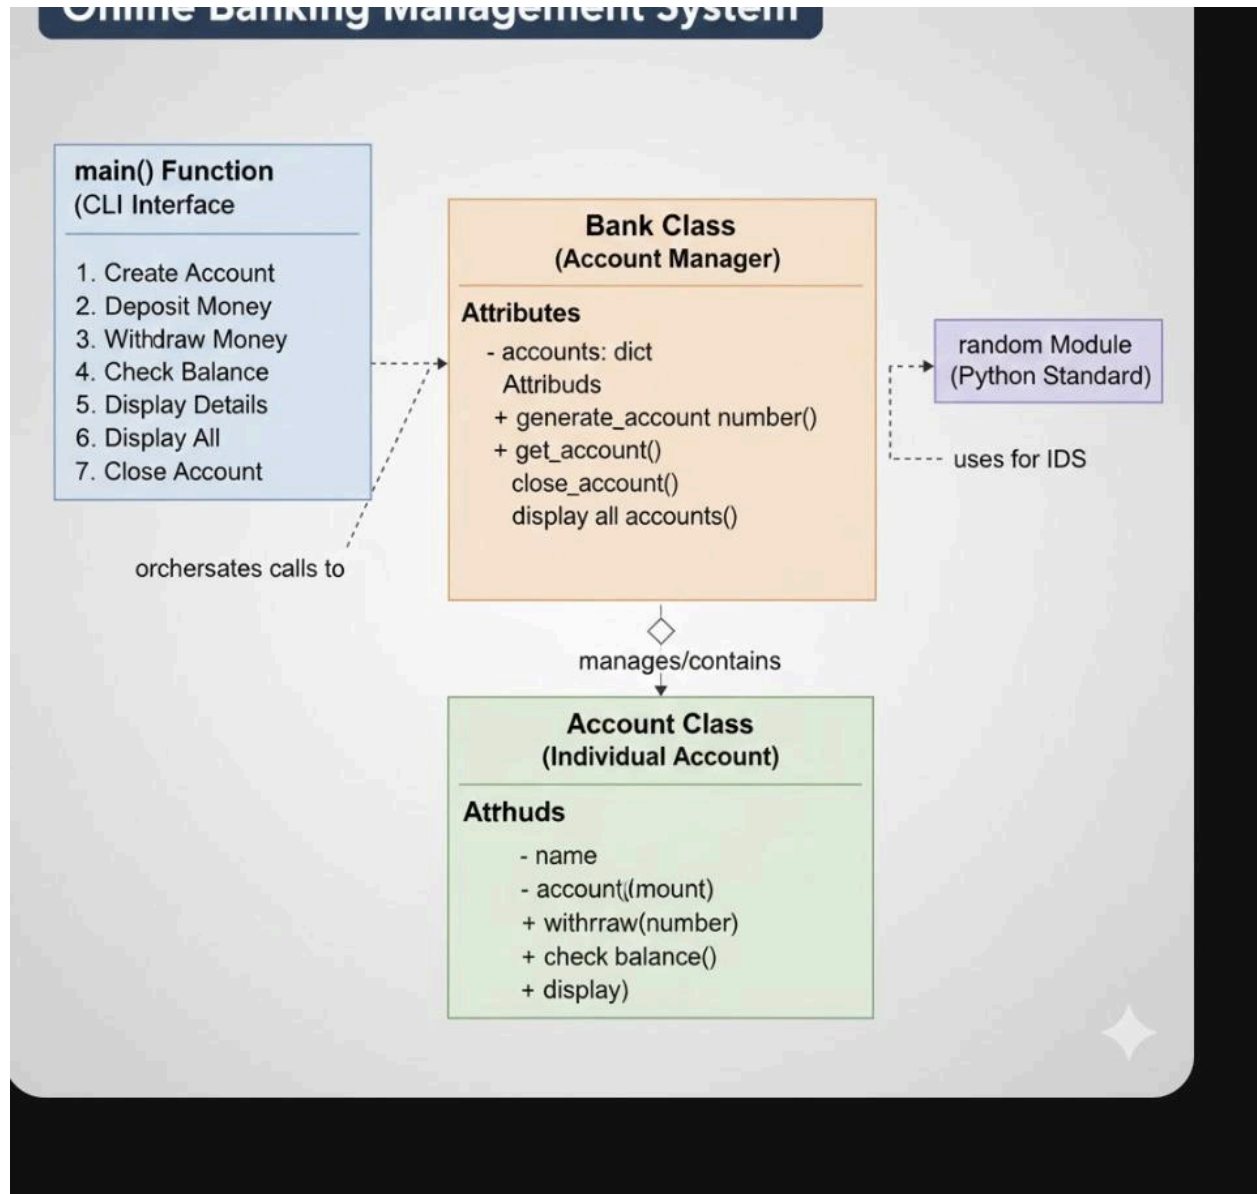 Online Banking Management System
main() Function
(CLI Interface
1. Create Account
2. Deposit Money
3. Withdraw Money
4. Check Balance
5. Display Details
6. Display All
7. Close Account
orchersates calls to
Bank Class
(Account Manager)
Attributes
- accounts: dict
Attribuds
+ generate_account number()
+ get_account()
close_account()
display all accounts()
random Module
(Python Standard)
uses for IDS
manages/contains
Account Class
(Individual Account)
Atthuds
- name
- account((mount)
+ withrraw(number)
+ check balance()
+ display)